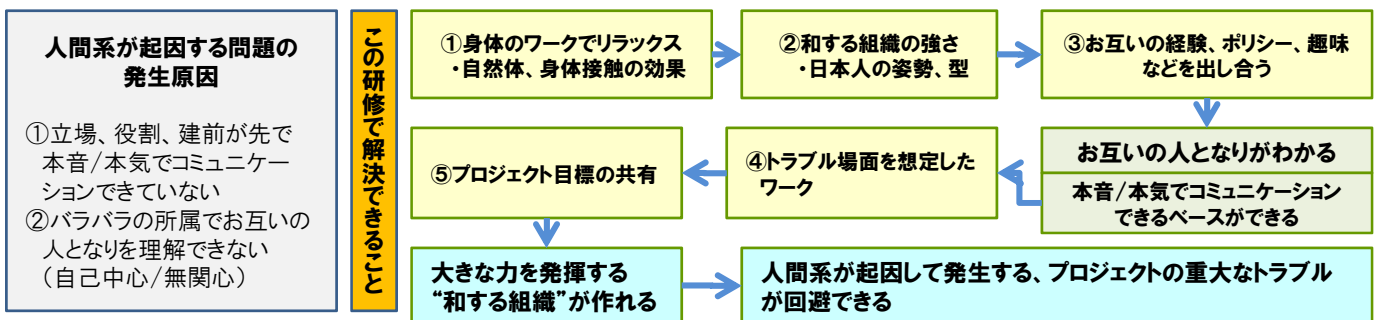 人間系が起因する問題の
発生原因
①立場、役割、建前が先で
本音/本気でコミュニケー
ションできていない
②バラバラの所属でお互いの
人となりを理解できない
（自己中心/無関心）
この研修で解決できること
①身体のワークでリラックス
・自然体、身体接触の効果
②和する組織の強さ
・日本人の姿勢、型
③お互いの経験、ポリシー、趣味
などを出し合う
お互いの人となりがわかる
本音/本気でコミュニケーション
できるベースができる
④トラブル場面を想定した
ワーク
⑤プロジェクト目標の共有
大きな力を発揮する
“和する組織”が作れる
人間系が起因して発生する、プロジェクトの重大なトラブル
が回避できる